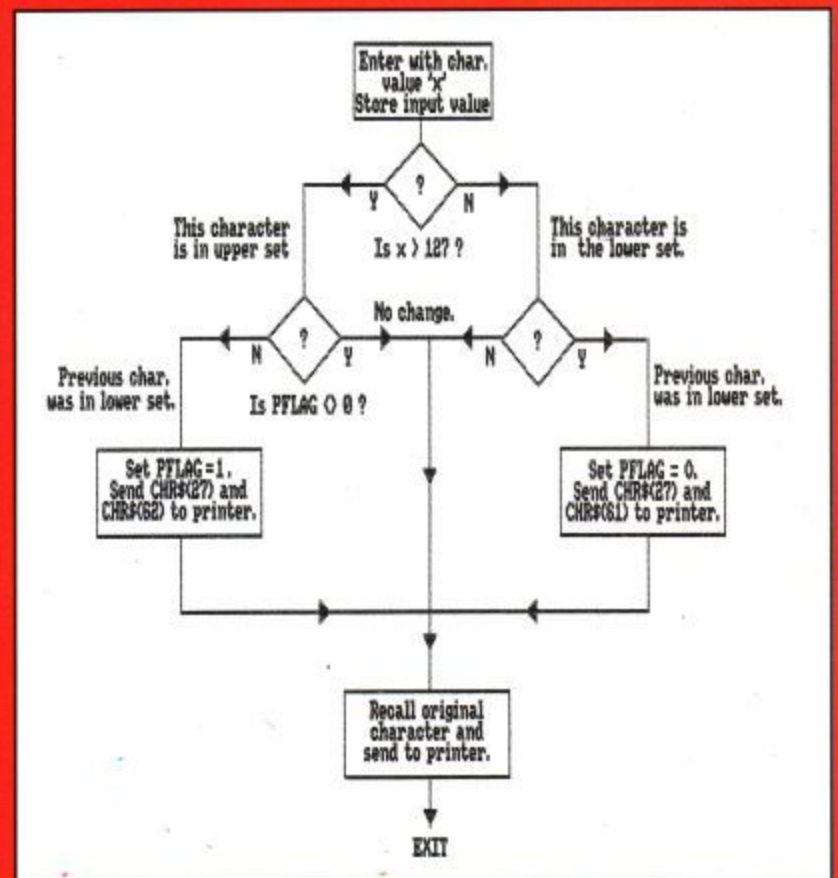 Enter with char.
value 'x'
Store input value
?
Y
N
Is x > 127 ?
This character
is in upper set
This character is
in the lower set.
No change.
?
N
Y
?
N
Y
Is PFLAG <> 0 ?
Previous char.
was in lower set.
Previous char.
was in lower set.
Set PFLAG=1.
Send CHR$(27) and
CHR$(62) to printer.
Set PFLAG = 0.
Send CHR$(27) and
CHR$(61) to printer.
Recall original
character and
send to printer.
EXIT